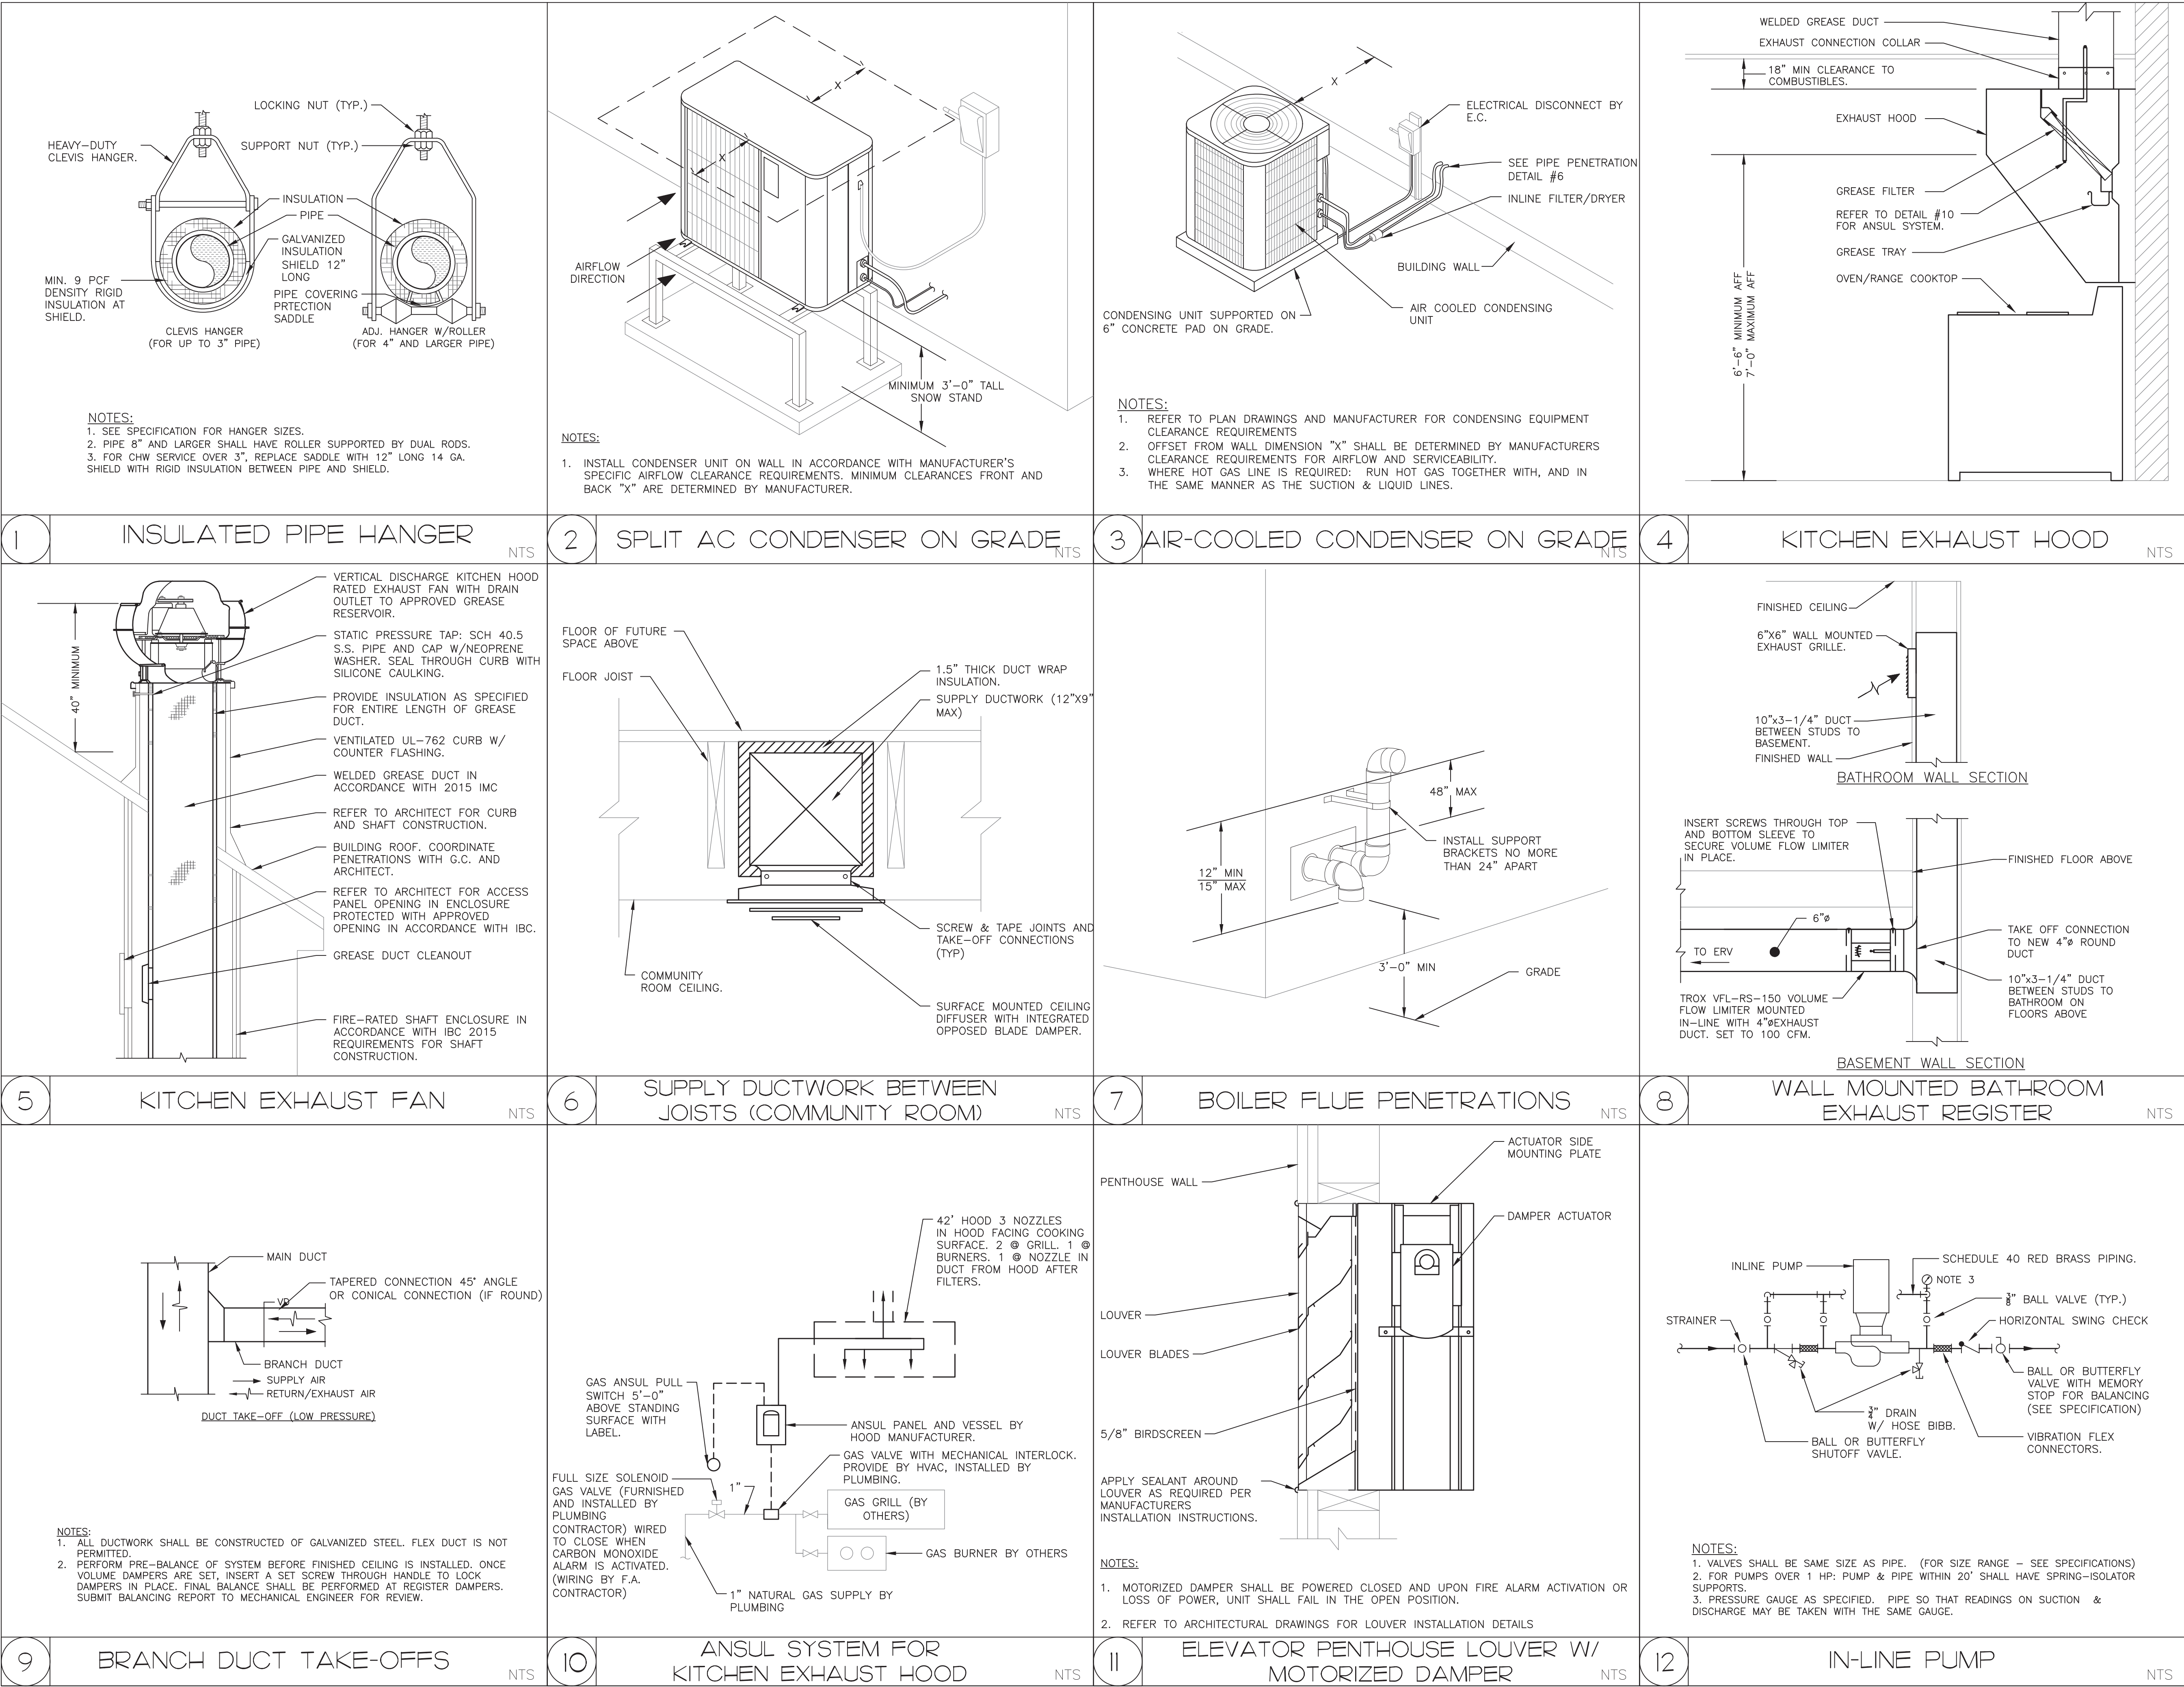 LOCKING NUT (TYP.)
HEAVY-DUTY
CLEVIS HANGER.
SUPPORT NUT (TYP.)
INSULATION
PIPE
GALVANIZED
INSULATION
SHIELD 12"
LONG
MIN. 9 PCF
DENSITY RIGID
INSULATION AT
SHIELD.
PIPE COVERING
PRTECTION
SADDLE
CLEVIS HANGER
(FOR UP TO 3" PIPE)
ADJ. HANGER W/ROLLER
(FOR 4" AND LARGER PIPE)
NOTES:
1. SEE SPECIFICATION FOR HANGER SIZES.
2. PIPE 8" AND LARGER SHALL HAVE ROLLER SUPPORTED BY DUAL RODS.
3. FOR CHW SERVICE OVER 3", REPLACE SADDLE WITH 12" LONG 14 GA.
SHIELD WITH RIGID INSULATION BETWEEN PIPE AND SHIELD.
1 INSULATED PIPE HANGER NTS
X
X
AIRFLOW
DIRECTION
MINIMUM 3'-0" TALL
SNOW STAND
NOTES:
1. INSTALL CONDENSER UNIT ON WALL IN ACCORDANCE WITH MANUFACTURER'S
SPECIFIC AIRFLOW CLEARANCE REQUIREMENTS. MINIMUM CLEARANCES FRONT AND
BACK "X" ARE DETERMINED BY MANUFACTURER.
2 SPLIT AC CONDENSER ON GRADE NTS
X
ELECTRICAL DISCONNECT BY
E.C.
SEE PIPE PENETRATION
DETAIL #6
INLINE FILTER/DRYER
BUILDING WALL
AIR COOLED CONDENSING
UNIT
CONDENSING UNIT SUPPORTED ON
6" CONCRETE PAD ON GRADE.
NOTES:
1. REFER TO PLAN DRAWINGS AND MANUFACTURER FOR CONDENSING EQUIPMENT
CLEARANCE REQUIREMENTS
2. OFFSET FROM WALL DIMENSION "X" SHALL BE DETERMINED BY MANUFACTURERS
CLEARANCE REQUIREMENTS FOR AIRFLOW AND SERVICEABILITY.
3. WHERE HOT GAS LINE IS REQUIRED: RUN HOT GAS TOGETHER WITH, AND IN
THE SAME MANNER AS THE SUCTION & LIQUID LINES.
3 AIR-COOLED CONDENSER ON GRADE NTS
WELDED GREASE DUCT
EXHAUST CONNECTION COLLAR
18" MIN CLEARANCE TO
COMBUSTIBLES.
EXHAUST HOOD
GREASE FILTER
REFER TO DETAIL #10
FOR ANSUL SYSTEM.
GREASE TRAY
OVEN/RANGE COOKTOP
6'-6" MINIMUM AFF
7'-0" MAXIMUM AFF
4 KITCHEN EXHAUST HOOD NTS
40" MINIMUM
VERTICAL DISCHARGE KITCHEN HOOD
RATED EXHAUST FAN WITH DRAIN
OUTLET TO APPROVED GREASE
RESERVOIR.
STATIC PRESSURE TAP: SCH 40.5
S.S. PIPE AND CAP W/NEOPRENE
WASHER. SEAL THROUGH CURB WITH
SILICONE CAULKING.
PROVIDE INSULATION AS SPECIFIED
FOR ENTIRE LENGTH OF GREASE
DUCT.
VENTILATED UL-762 CURB W/
COUNTER FLASHING.
WELDED GREASE DUCT IN
ACCORDANCE WITH 2015 IMC
REFER TO ARCHITECT FOR CURB
AND SHAFT CONSTRUCTION.
BUILDING ROOF. COORDINATE
PENETRATIONS WITH G.C. AND
ARCHITECT.
REFER TO ARCHITECT FOR ACCESS
PANEL OPENING IN ENCLOSURE
PROTECTED WITH APPROVED
OPENING IN ACCORDANCE WITH IBC.
GREASE DUCT CLEANOUT
FIRE-RATED SHAFT ENCLOSURE IN
ACCORDANCE WITH IBC 2015
REQUIREMENTS FOR SHAFT
CONSTRUCTION.
5 KITCHEN EXHAUST FAN NTS
FLOOR OF FUTURE
SPACE ABOVE
FLOOR JOIST
1.5" THICK DUCT WRAP
INSULATION.
SUPPLY DUCTWORK (12"X9"
MAX)
SCREW & TAPE JOINTS AND
TAKE-OFF CONNECTIONS
(TYP)
COMMUNITY
ROOM CEILING.
SURFACE MOUNTED CEILING
DIFFUSER WITH INTEGRATED
OPPOSED BLADE DAMPER.
6 SUPPLY DUCTWORK BETWEEN
JOISTS (COMMUNITY ROOM) NTS
48" MAX
INSTALL SUPPORT
BRACKETS NO MORE
THAN 24" APART
12" MIN
15" MAX
3'-0" MIN
GRADE
7 BOILER FLUE PENETRATIONS NTS
FINISHED CEILING
6"X6" WALL MOUNTED
EXHAUST GRILLE.
10"x3-1/4" DUCT
BETWEEN STUDS TO
BASEMENT.
FINISHED WALL
BATHROOM WALL SECTION
INSERT SCREWS THROUGH TOP
AND BOTTOM SLEEVE TO
SECURE VOLUME FLOW LIMITER
IN PLACE.
FINISHED FLOOR ABOVE
6"ø
TO ERV
TAKE OFF CONNECTION
TO NEW 4"ø ROUND
DUCT
10"x3-1/4" DUCT
BETWEEN STUDS TO
BATHROOM ON
FLOORS ABOVE
TROX VFL-RS-150 VOLUME
FLOW LIMITER MOUNTED
IN-LINE WITH 4"øEXHAUST
DUCT. SET TO 100 CFM.
BASEMENT WALL SECTION
8 WALL MOUNTED BATHROOM
EXHAUST REGISTER NTS
MAIN DUCT
TAPERED CONNECTION 45° ANGLE
OR CONICAL CONNECTION (IF ROUND)
VD
BRANCH DUCT
SUPPLY AIR
RETURN/EXHAUST AIR
DUCT TAKE-OFF (LOW PRESSURE)
NOTES:
1. ALL DUCTWORK SHALL BE CONSTRUCTED OF GALVANIZED STEEL. FLEX DUCT IS NOT
PERMITTED.
2. PERFORM PRE-BALANCE OF SYSTEM BEFORE FINISHED CEILING IS INSTALLED. ONCE
VOLUME DAMPERS ARE SET, INSERT A SET SCREW THROUGH HANDLE TO LOCK
DAMPERS IN PLACE. FINAL BALANCE SHALL BE PERFORMED AT REGISTER DAMPERS.
SUBMIT BALANCING REPORT TO MECHANICAL ENGINEER FOR REVIEW.
9 BRANCH DUCT TAKE-OFFS NTS
42' HOOD 3 NOZZLES
IN HOOD FACING COOKING
SURFACE. 2 @ GRILL. 1 @
BURNERS. 1 @ NOZZLE IN
DUCT FROM HOOD AFTER
FILTERS.
GAS ANSUL PULL
SWITCH 5'-0"
ABOVE STANDING
SURFACE WITH
LABEL.
ANSUL PANEL AND VESSEL BY
HOOD MANUFACTURER.
GAS VALVE WITH MECHANICAL INTERLOCK.
PROVIDE BY HVAC, INSTALLED BY
PLUMBING.
FULL SIZE SOLENOID
GAS VALVE (FURNISHED
AND INSTALLED BY
PLUMBING
CONTRACTOR) WIRED
TO CLOSE WHEN
CARBON MONOXIDE
ALARM IS ACTIVATED.
(WIRING BY F.A.
CONTRACTOR)
1"
GAS GRILL (BY
OTHERS)
GAS BURNER BY OTHERS
1" NATURAL GAS SUPPLY BY
PLUMBING
10 ANSUL SYSTEM FOR
KITCHEN EXHAUST HOOD NTS
ACTUATOR SIDE
MOUNTING PLATE
PENTHOUSE WALL
DAMPER ACTUATOR
LOUVER
LOUVER BLADES
5/8" BIRDSCREEN
APPLY SEALANT AROUND
LOUVER AS REQUIRED PER
MANUFACTURERS
INSTALLATION INSTRUCTIONS.
NOTES:
1. MOTORIZED DAMPER SHALL BE POWERED CLOSED AND UPON FIRE ALARM ACTIVATION OR
LOSS OF POWER, UNIT SHALL FAIL IN THE OPEN POSITION.
2. REFER TO ARCHITECTURAL DRAWINGS FOR LOUVER INSTALLATION DETAILS
11 ELEVATOR PENTHOUSE LOUVER W/
MOTORIZED DAMPER NTS
INLINE PUMP
SCHEDULE 40 RED BRASS PIPING.
NOTE 3
3/8" BALL VALVE (TYP.)
STRAINER
HORIZONTAL SWING CHECK
BALL OR BUTTERFLY
VALVE WITH MEMORY
STOP FOR BALANCING
(SEE SPECIFICATION)
3/4" DRAIN
W/ HOSE BIBB.
BALL OR BUTTERFLY
SHUTOFF VAVLE.
VIBRATION FLEX
CONNECTORS.
NOTES:
1. VALVES SHALL BE SAME SIZE AS PIPE. (FOR SIZE RANGE - SEE SPECIFICATIONS)
2. FOR PUMPS OVER 1 HP: PUMP & PIPE WITHIN 20' SHALL HAVE SPRING-ISOLATOR
SUPPORTS.
3. PRESSURE GAUGE AS SPECIFIED. PIPE SO THAT READINGS ON SUCTION &
DISCHARGE MAY BE TAKEN WITH THE SAME GAUGE.
12 IN-LINE PUMP NTS